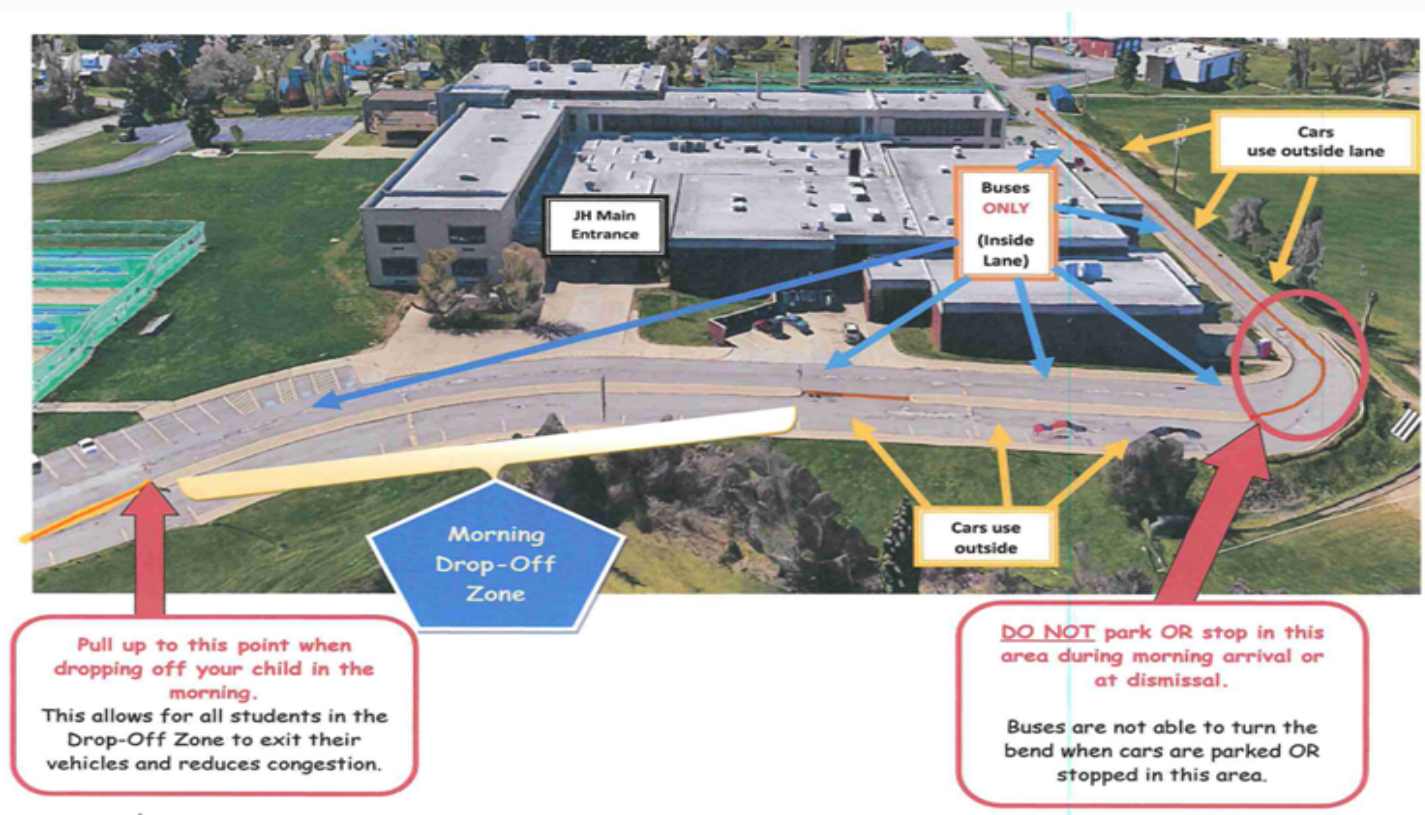 Cars
use outside lane
Buses
ONLY
(Inside
Lane)
JH Main
Entrance
Cars use
outside
Morning
Drop-Off
Zone
Pull up to this point when
dropping off your child in the
morning.
This allows for all students in the
Drop-Off Zone to exit their
vehicles and reduces congestion.
DO NOT park OR stop in this
area during morning arrival or
at dismissal.
Buses are not able to turn the
bend when cars are parked OR
stopped in this area.